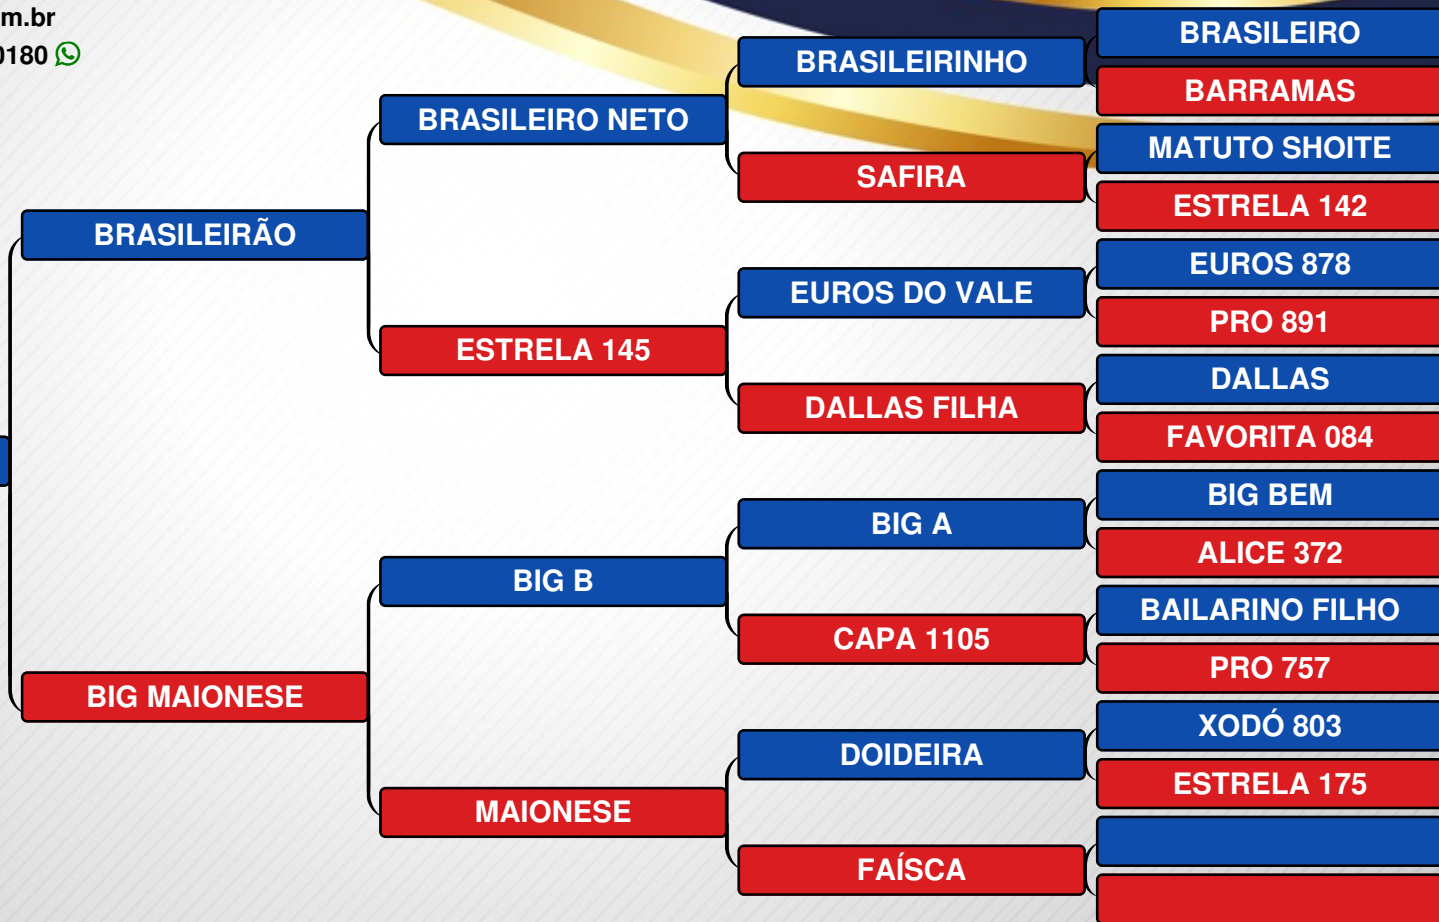 m.br
0180
BRASILEIRÃO
BIG MAIONESE
BRASILEIRO NETO
ESTRELA 145
BIG B
MAIONESE
BRASILEIRINHO
SAFIRA
EUROS DO VALE
DALLAS FILHA
BIG A
CAPA 1105
DOIDEIRA
FAÍSCA
BRASILEIRO
BARRAMAS
MATUTO SHOITE
ESTRELA 142
EUROS 878
PRO 891
DALLAS
FAVORITA 084
BIG BEM
ALICE 372
BAILARINO FILHO
PRO 757
XODÓ 803
ESTRELA 175